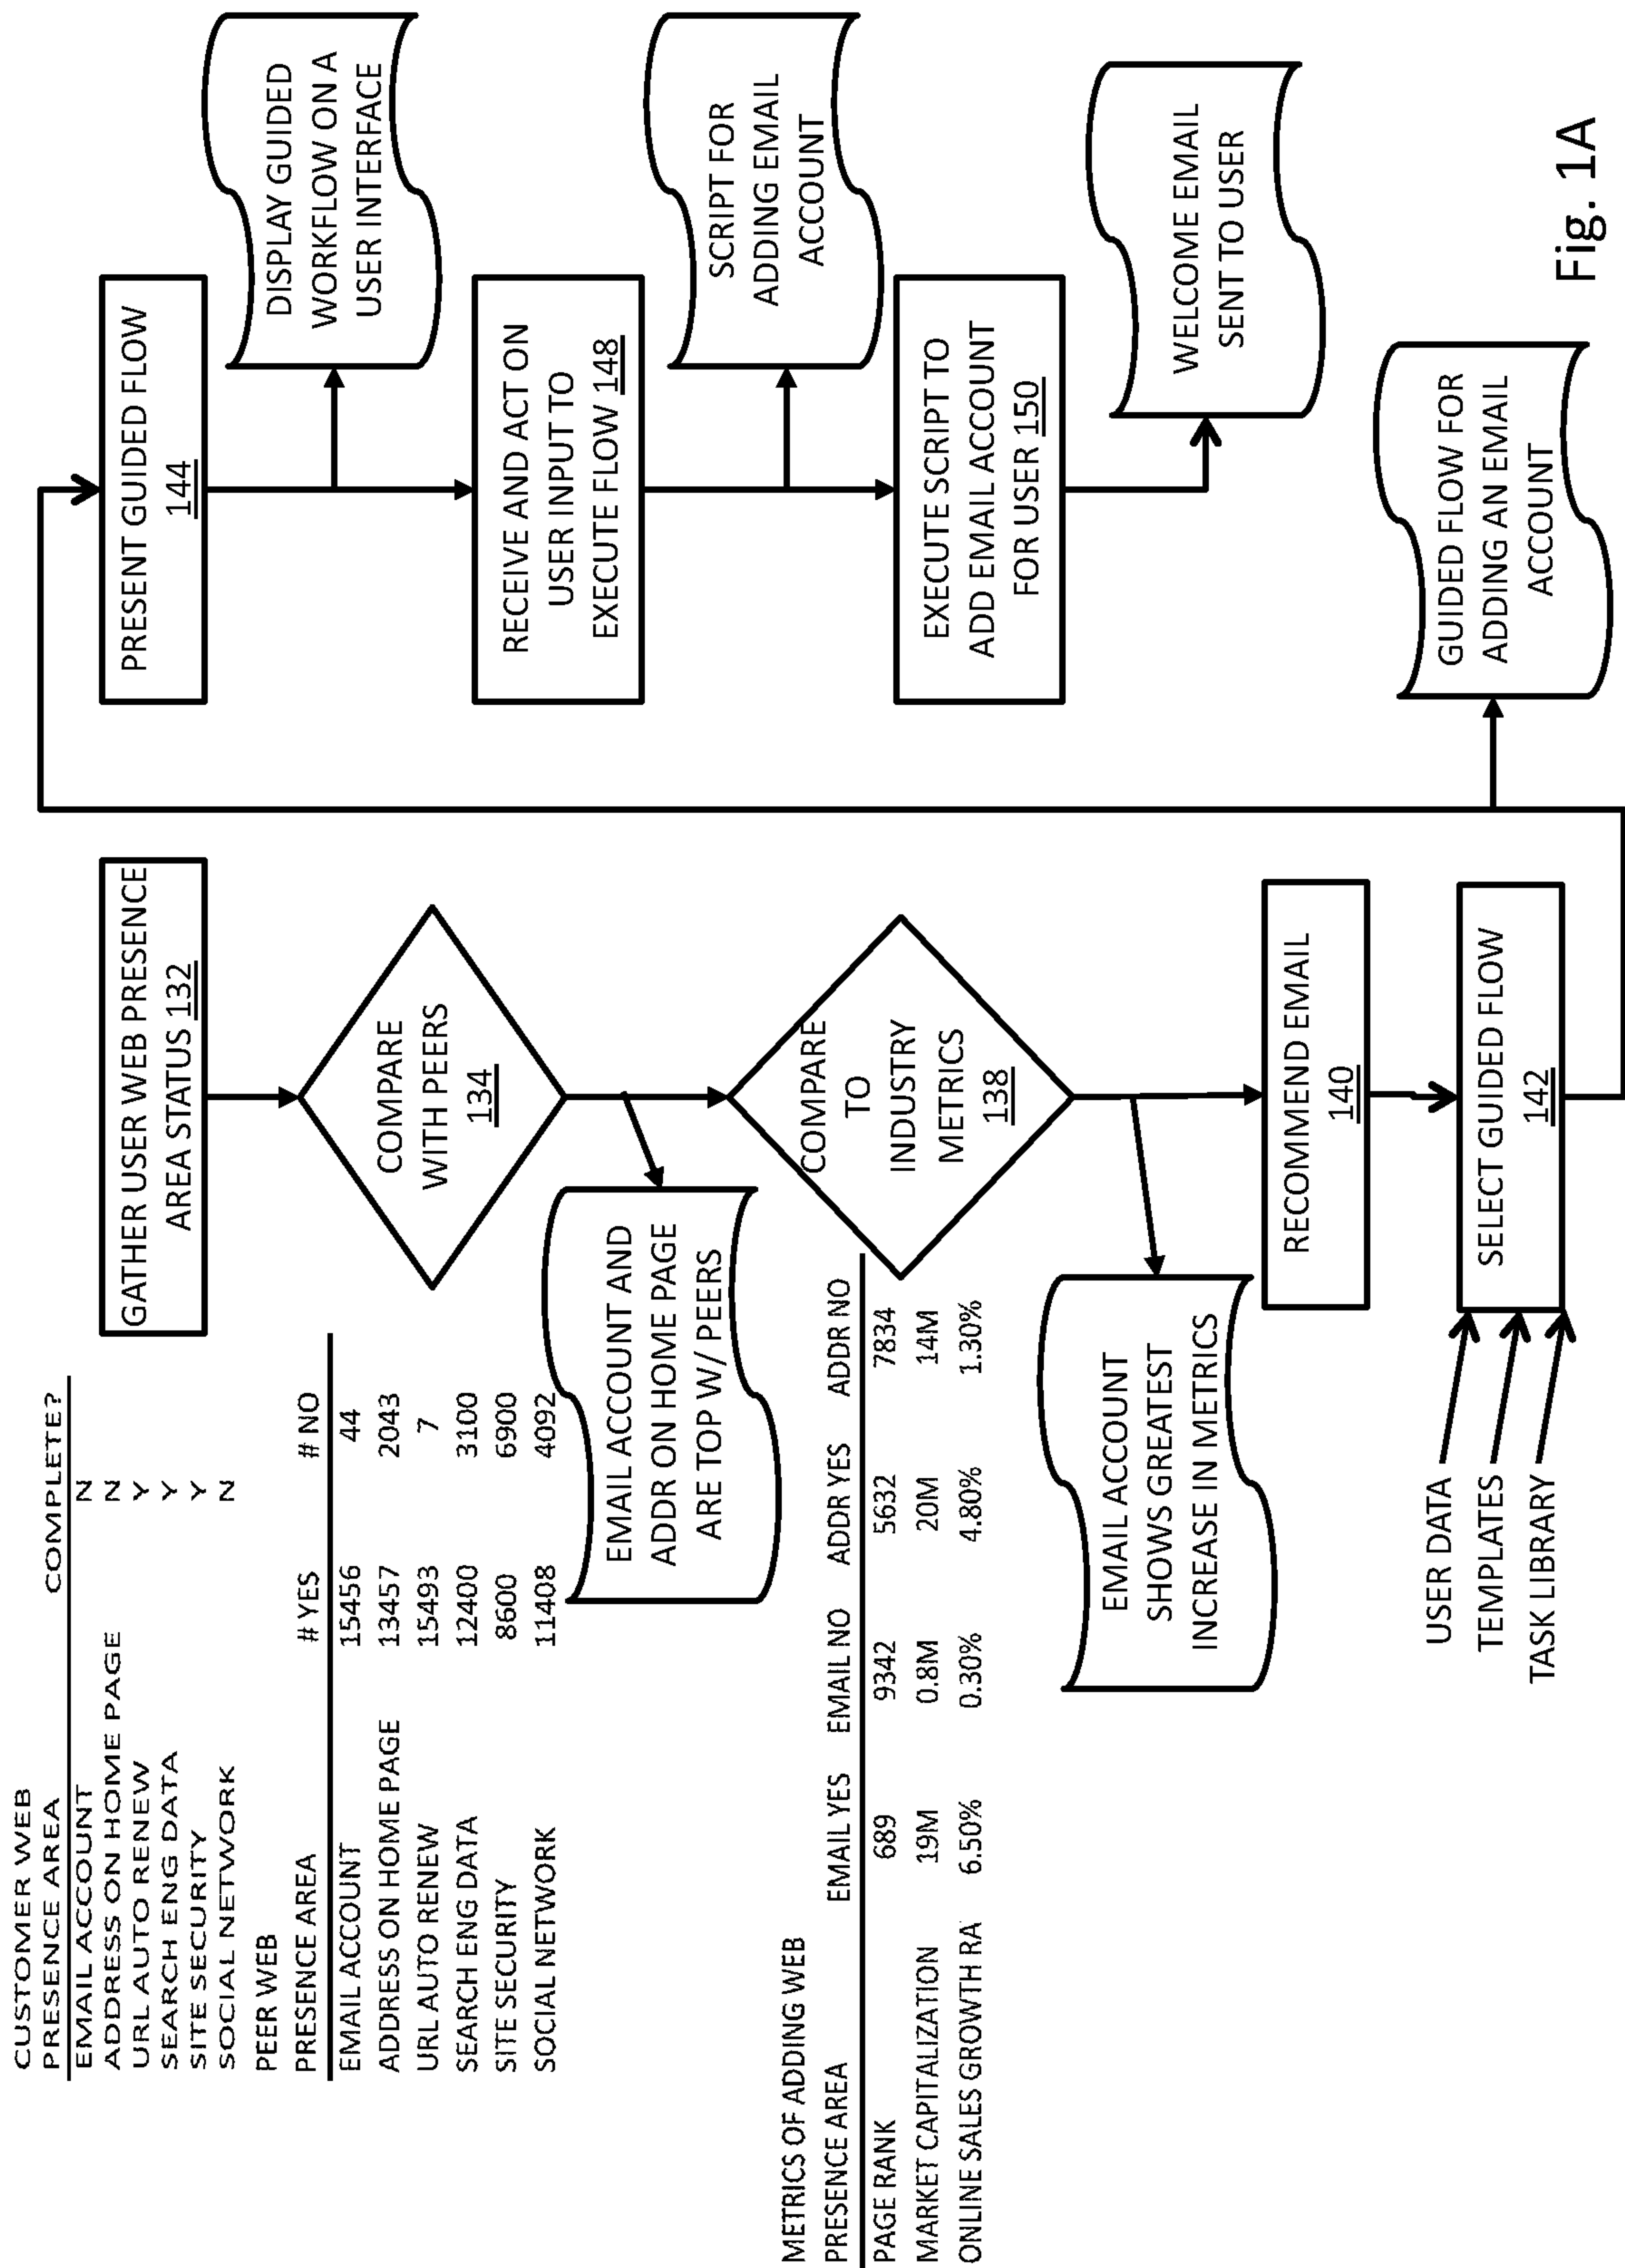 CUSTOMER WEB
PRESENCE AREA COMPLETE?
EMAIL ACCOUNT N
ADDRESS ON HOME PAGE N
URL AUTO RENEW Y
SEARCH ENG DATA Y
SITE SECURITY Y
SOCIAL NETWORK N
PEER WEB
PRESENCE AREA # YES # NO
EMAIL ACCOUNT 15456 44
ADDRESS ON HOME PAGE 13457 2043
URL AUTO RENEW 15493 7
SEARCH ENG DATA 12400 3100
SITE SECURITY 8600 6900
SOCIAL NETWORK 11408 4092
METRICS OF ADDING WEB
PRESENCE AREA EMAIL YES EMAIL NO ADDR YES ADDR NO
PAGE RANK 689 9342 5632 7834
MARKET CAPITALIZATION 19M 0.8M 20M 14M
ONLINE SALES GROWTH RA 6.50% 0.30% 4.80% 1.30%
GATHER USER WEB PRESENCE
AREA STATUS 132
COMPARE
WITH PEERS
134
EMAIL ACCOUNT AND
ADDR ON HOME PAGE
ARE TOP W/ PEERS
COMPARE
TO
INDUSTRY
METRICS
138
EMAIL ACCOUNT
SHOWS GREATEST
INCREASE IN METRICS
RECOMMEND EMAIL
140
USER DATA
TEMPLATES
TASK LIBRARY
SELECT GUIDED FLOW
142
GUIDED FLOW FOR
ADDING AN EMAIL
ACCOUNT
PRESENT GUIDED FLOW
144
DISPLAY GUIDED
WORKFLOW ON A
USER INTERFACE
RECEIVE AND ACT ON
USER INPUT TO
EXECUTE FLOW 148
SCRIPT FOR
ADDING EMAIL
ACCOUNT
EXECUTE SCRIPT TO
ADD EMAIL ACCOUNT
FOR USER 150
WELCOME EMAIL
SENT TO USER
Fig. 1A